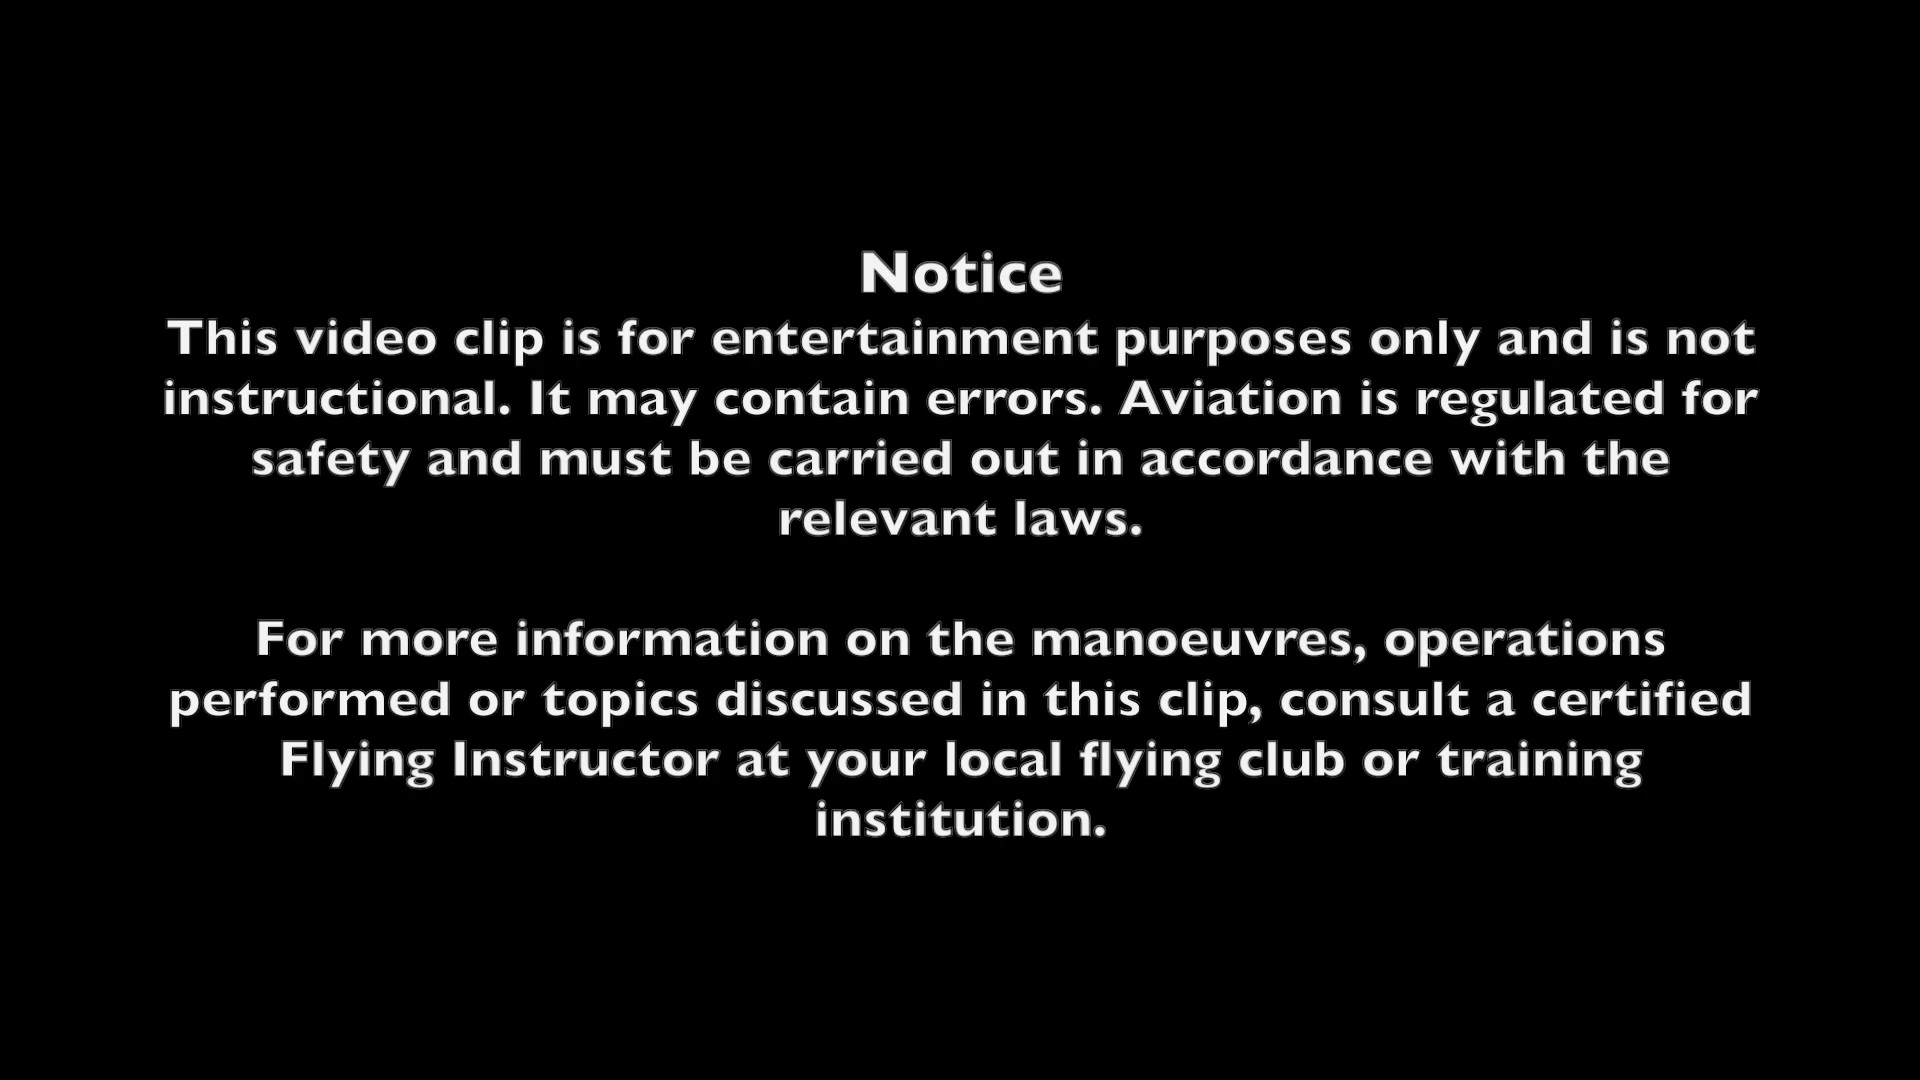 Notice
This video clip is for entertainment purposes only and is not
instructional. It may contain errors. Aviation is regulated for
safety and must be carried out in accordance with the
relevant laws.
For more information on the manoeuvres, operations
performed or topics discussed in this clip, consult a certified
Flying Instructor at your local flying club or training
institution.